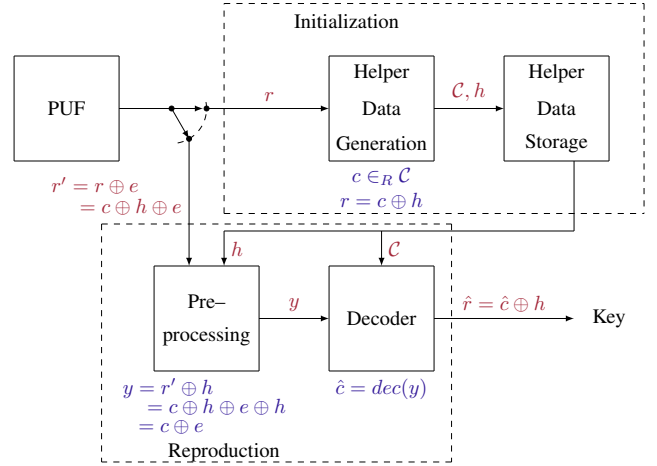 Initialization
PUF
r
Helper
Data
Generation
𝒞, h
Helper
Data
Storage
c ∈_R 𝒞
r = c ⊕ h
r′ = r ⊕ e
= c ⊕ h ⊕ e
h
𝒞
Pre–
processing
y
Decoder
r̂ = ĉ ⊕ h
Key
y = r′ ⊕ h
= c ⊕ h ⊕ e ⊕ h
= c ⊕ e
ĉ = dec(y)
Reproduction